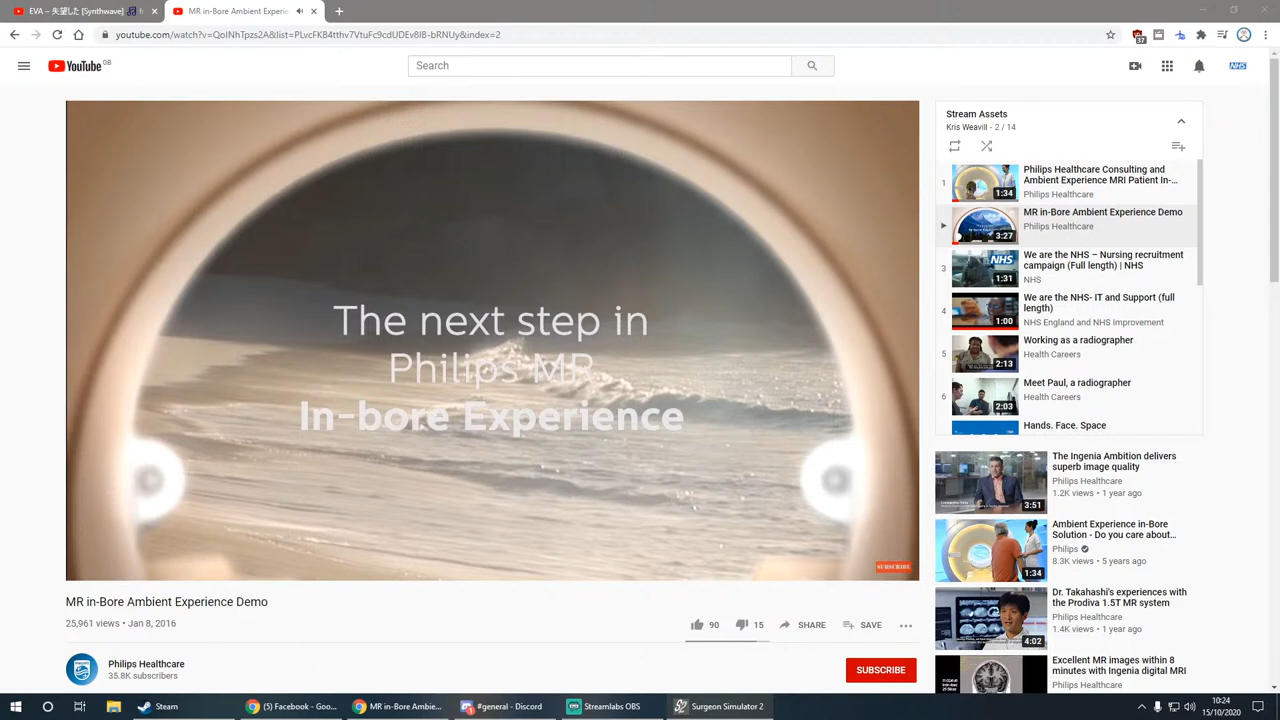 EVA – 失望した [Synthwave] 🎵 f
MR in-Bore Ambient Experienc
youtube.com/watch?v=QoINhTpzs2A&list=PLvcFKB4tthv7VtuFc9cdUDEv8I8-bRNUy&index=2
37
YouTube GB
Search
NHS
The next step in
Philips MR
In-bore Experience
SUBSCRIBE
MR in-Bore Ambient Experience Demo
25,961 views • Jan 8, 2016
90
15
SHARE
SAVE
Philips Healthcare
35.8K subscribers
SUBSCRIBE
Stream Assets
Kris Weavill - 2 / 14
1
1:34
Philips Healthcare Consulting and
Ambient Experience MRI Patient In-...
Philips Healthcare
3:27
MR in-Bore Ambient Experience Demo
Philips Healthcare
3
NHS
1:31
We are the NHS – Nursing recruitment
campaign (Full length) | NHS
NHS
4
1:00
We are the NHS- IT and Support (full
length)
NHS England and NHS Improvement
5
2:13
Working as a radiographer
Health Careers
6
2:03
Meet Paul, a radiographer
Health Careers
Hands. Face. Space
3:51
The Ingenia Ambition delivers
superb image quality
Philips Healthcare
1.2K views • 1 year ago
1:34
Ambient Experience in-Bore
Solution - Do you care about...
Philips
8.3K views • 5 years ago
4:02
Dr. Takahashi's experiences with
the Prodiva 1.5T MR system
Philips Healthcare
1.4K views • 1 year ago
Excellent MR images within 8
minutes with Ingenia digital MRI
Philips Healthcare
Steam
(5) Facebook - Goo...
MR in-Bore Ambie...
#general - Discord
Streamlabs OBS
Surgeon Simulator 2
10:24
15/10/2020